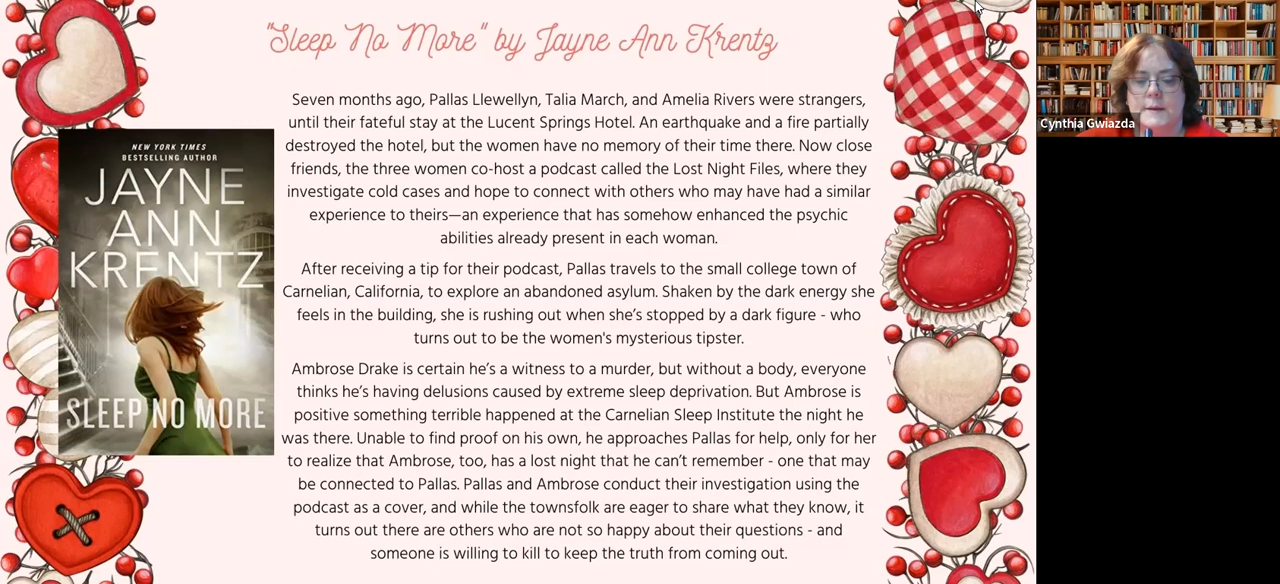 "Sleep No More" by Jayne Ann Krentz
Seven months ago, Pallas Llewellyn, Talia March, and Amelia Rivers were strangers,
until their fateful stay at the Lucent Springs Hotel. An earthquake and a fire partially
destroyed the hotel, but the women have no memory of their time there. Now close
friends, the three women co-host a podcast called the Lost Night Files, where they
investigate cold cases and hope to connect with others who may have had a similar
experience to theirs—an experience that has somehow enhanced the psychic
abilities already present in each woman.
After receiving a tip for their podcast, Pallas travels to the small college town of
Carnelian, California, to explore an abandoned asylum. Shaken by the dark energy she
feels in the building, she is rushing out when she's stopped by a dark figure - who
turns out to be the women's mysterious tipster.
Ambrose Drake is certain he's a witness to a murder, but without a body, everyone
thinks he's having delusions caused by extreme sleep deprivation. But Ambrose is
positive something terrible happened at the Carnelian Sleep Institute the night he
was there. Unable to find proof on his own, he approaches Pallas for help, only for her
to realize that Ambrose, too, has a lost night that he can't remember - one that may
be connected to Pallas. Pallas and Ambrose conduct their investigation using the
podcast as a cover, and while the townsfolk are eager to share what they know, it
turns out there are others who are not so happy about their questions - and
someone is willing to kill to keep the truth from coming out.
NEW YORK TIMES
BESTSELLING AUTHOR
JAYNE
ANN
KRENTZ
SLEEP NO MORE
Cynthia Gwiazda